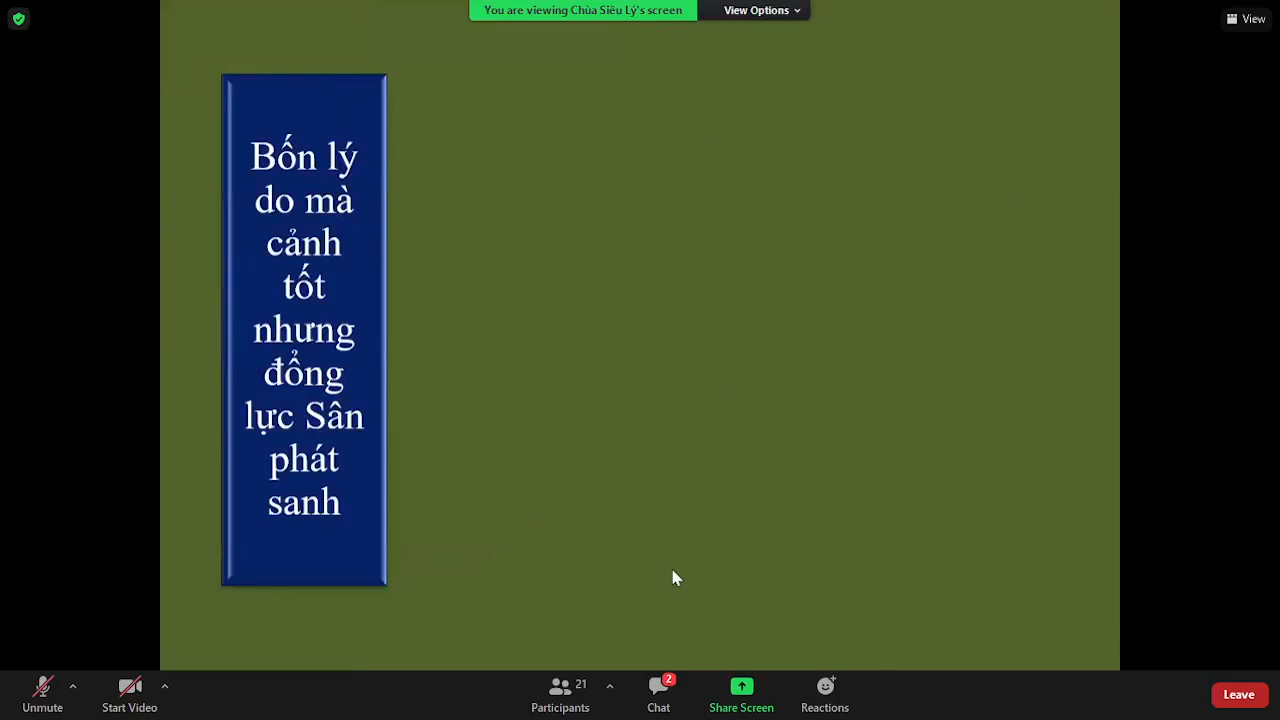 You are viewing Chùa Siêu Lý's screen
View Options
View
Bốn lý
do mà
cảnh
tốt
nhưng
đổng
lực Sân
phát
sanh
Unmute
Start Video
21
Participants
2
Chat
Share Screen
Reactions
Leave